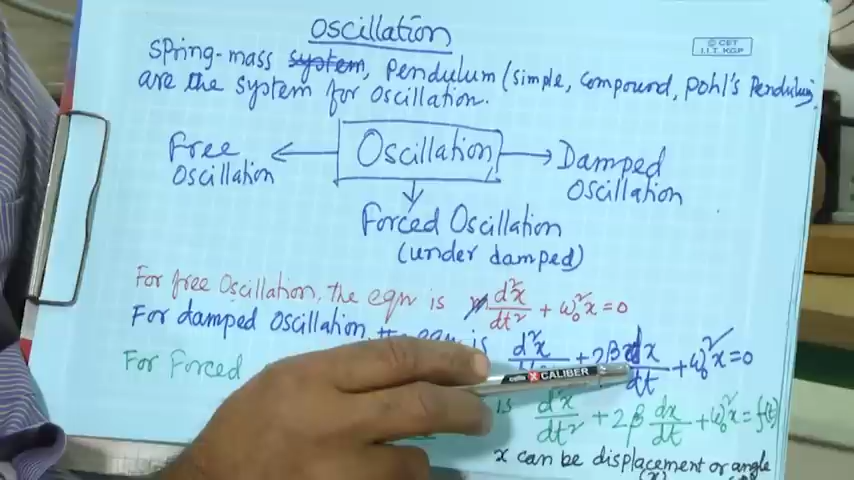 Oscillation
© CET
I.I.T. KGP
Spring-mass system, Pendulum (simple, compound, Pohl's Pendulum)
are the system for oscillation.
Free Oscillation
Oscillation
Damped Oscillation
Forced Oscillation
(under damped)
For free Oscillation, the eqn is m d²x/dt² + ω₀²x = 0
For damped Oscillation, the eqn is d²x + 2β dx/dt + ω₀²x = 0
For Forced is d²x/dt² + 2β dx/dt + ω₀²x = f(t)
CALIBER
x can be displacement or angle
(x)